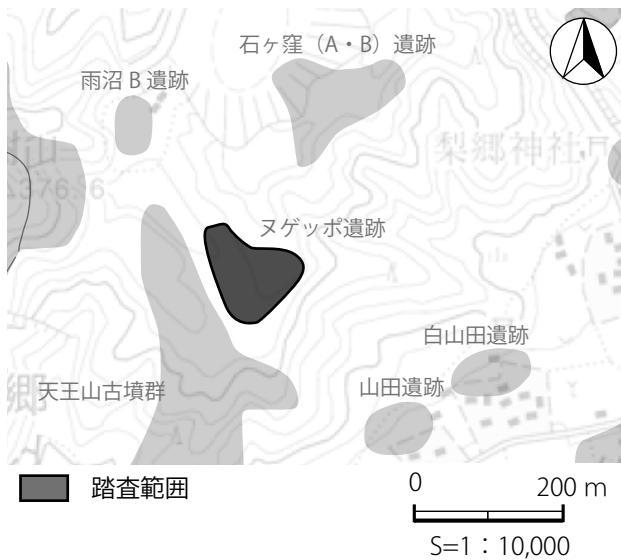 石ヶ窪（A・B）遺跡
雨沼 B 遺跡
梨郷神社
376.96
ヌゲッポ遺跡
白山田遺跡
天王山古墳群
山田遺跡
郷
踏査範囲
0 200 m
S=1：10,000